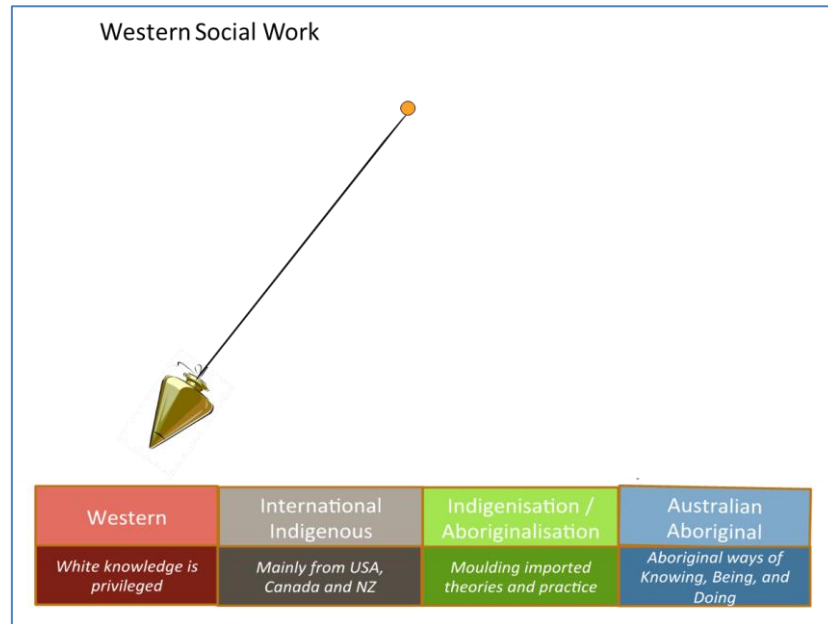 Western Social Work
Western
International
Indigenous
Indigenisation /
Aboriginalisation
Australian
Aboriginal
White knowledge is
privileged
Mainly from USA,
Canada and NZ
Moulding imported
theories and practice
Aboriginal ways of
Knowing, Being, and
Doing